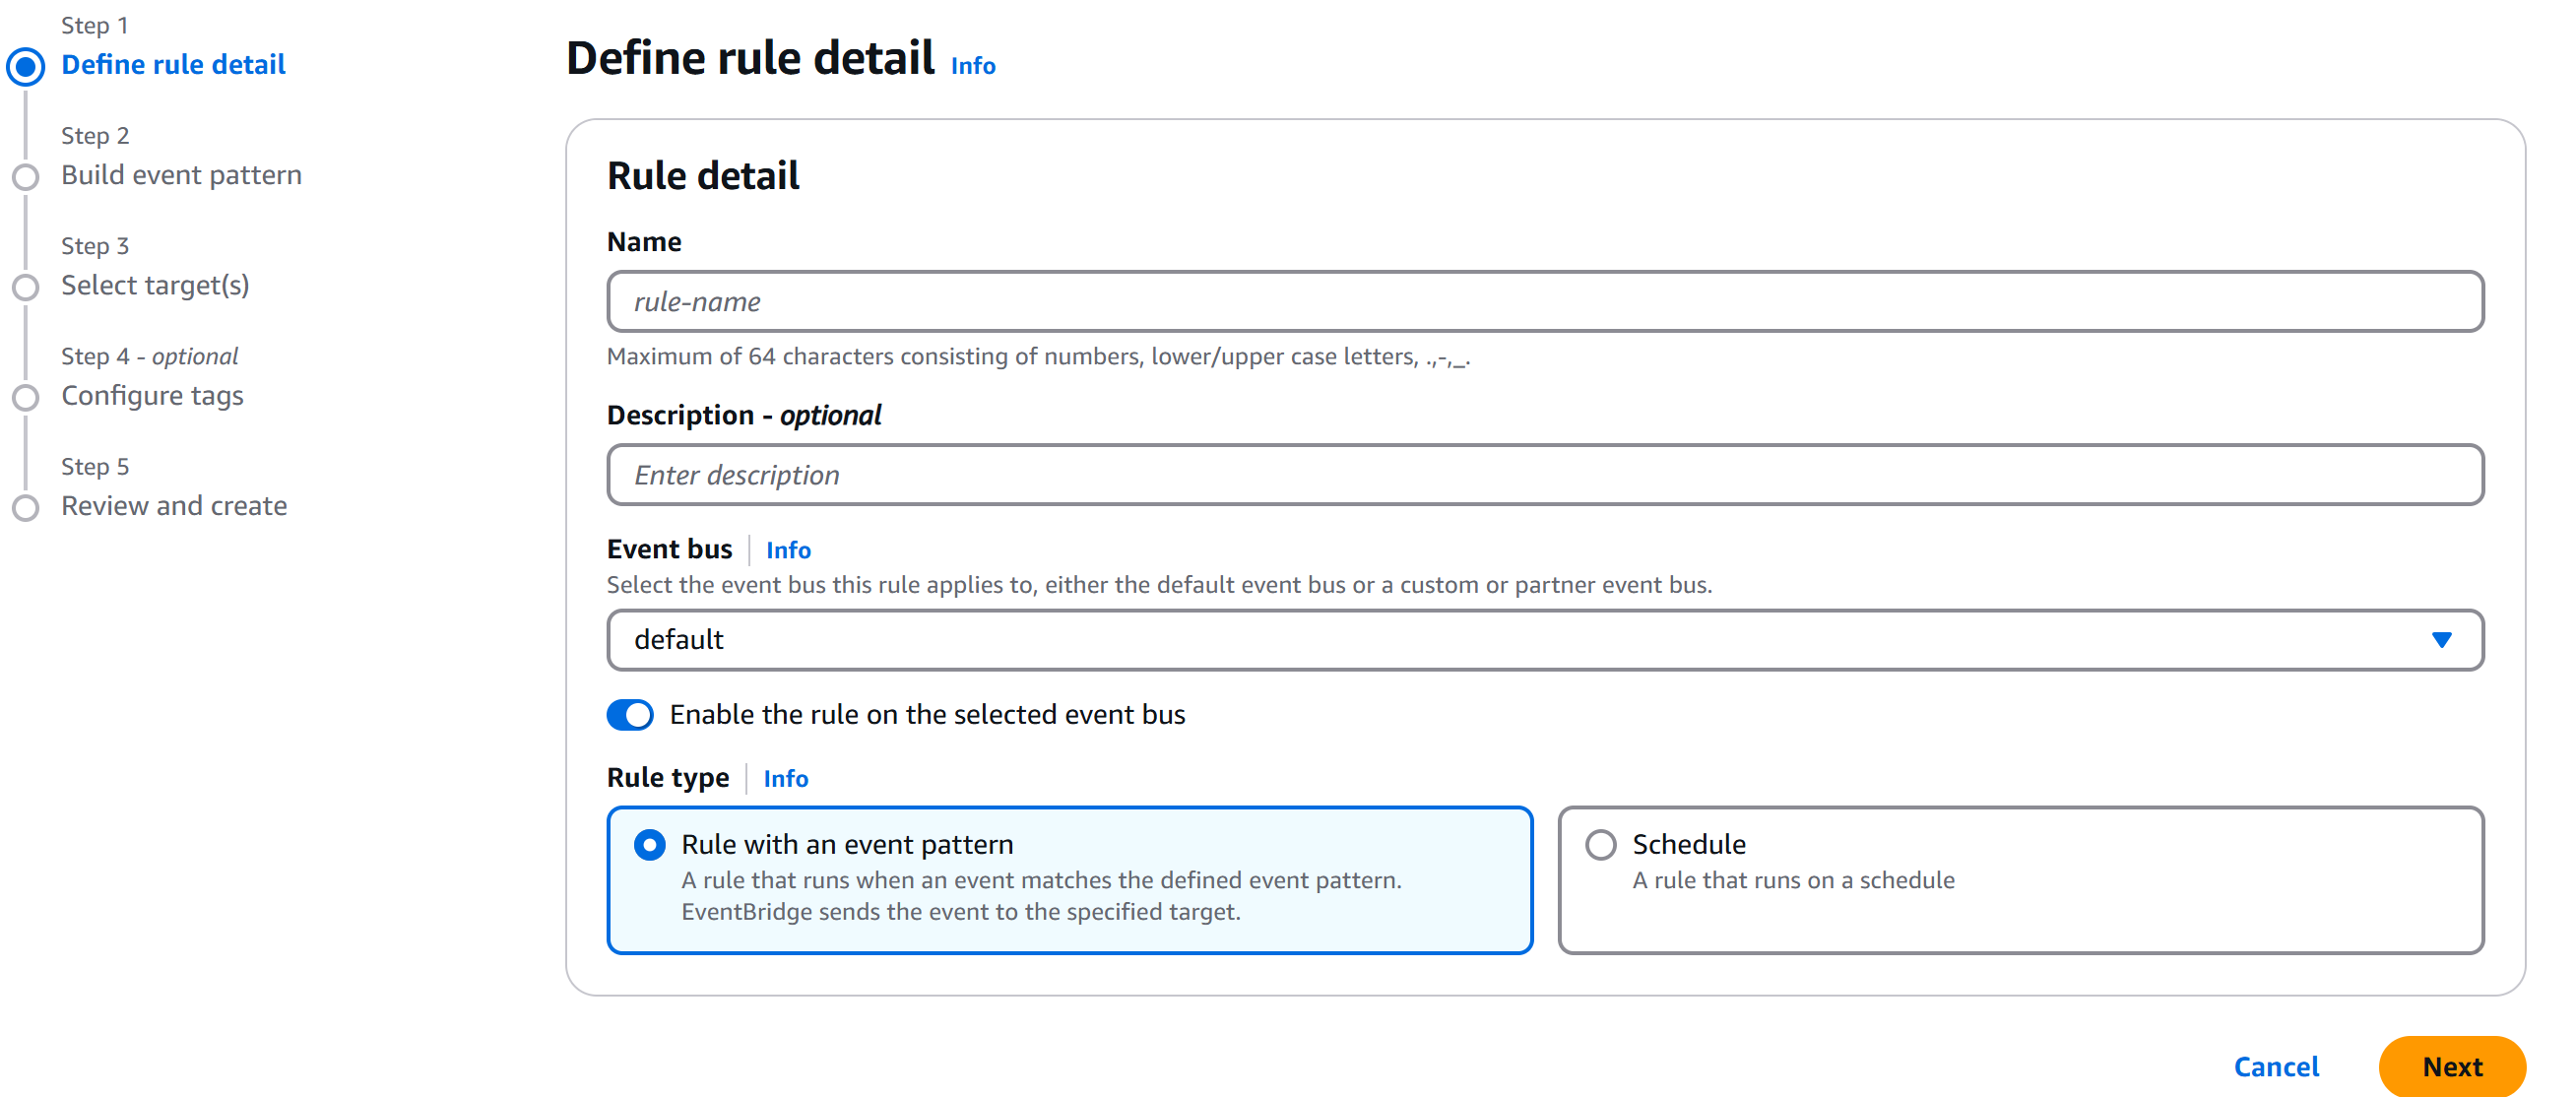 Step 1
Define rule detail
Step 2
Build event pattern
Step 3
Select target(s)
Step 4 - optional
Configure tags
Step 5
Review and create
Define rule detail Info
Rule detail
Name
rule-name
Maximum of 64 characters consisting of numbers, lower/upper case letters, .,-,_.
Description - optional
Enter description
Event bus Info
Select the event bus this rule applies to, either the default event bus or a custom or partner event bus.
default
Enable the rule on the selected event bus
Rule type Info
Rule with an event pattern
A rule that runs when an event matches the defined event pattern.
EventBridge sends the event to the specified target.
Schedule
A rule that runs on a schedule
Cancel
Next